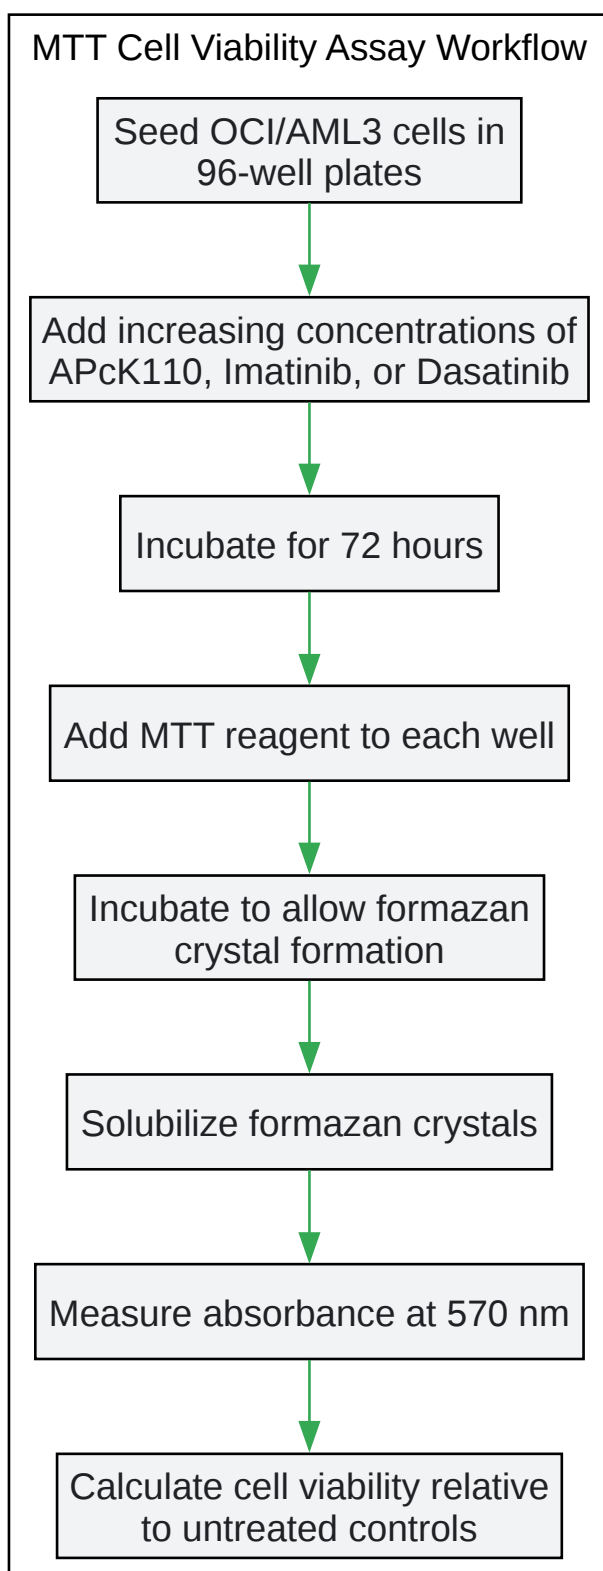 MTT Cell Viability Assay Workflow
Seed OCI/AML3 cells in
96-well plates
Add increasing concentrations of
APcK110, Imatinib, or Dasatinib
Incubate for 72 hours
Add MTT reagent to each well
Incubate to allow formazan
crystal formation
Solubilize formazan crystals
Measure absorbance at 570 nm
Calculate cell viability relative
to untreated controls